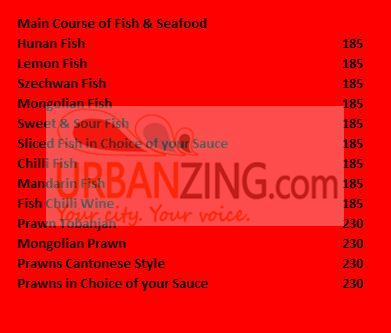 Main Course of Fish & Seafood
Hunan Fish 185
Lemon Fish 185
Szechwan Fish 185
Mongolian Fish 185
Sweet & Sour Fish 185
Sliced Fish in Choice of your Sauce 185
Chilli Fish 185
URBANZING.com
Mandarin Fish 185
Fish Chilli Wine 185
Your city. Your voice.
Prawn Tobanjan 230
Mongolian Prawn 230
Prawns Cantonese Style 230
Prawns in Choice of your Sauce 230